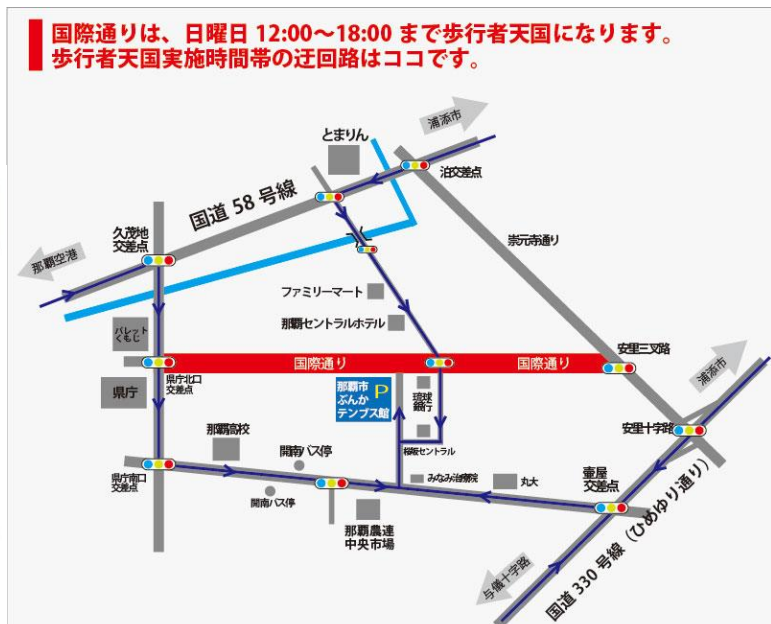 国際通りは、日曜日 12:00～18:00 まで歩行者天国になります。
歩行者天国実施時間帯の迂回路はココです。
浦添市
とまりん
泊交差点
国道 58 号線
久茂地
交差点
崇元寺通り
那覇空港
ファミリーマート
那覇セントラルホテル
パレット
くもじ
安里三叉路
国際通り
国際通り
浦添市
県庁北口
交差点
県庁
那覇市
ぶんか
テンブス館
P
琉球
銀行
安里十字路
那覇高校
開南バス停
桜坂セントラル
県庁南口
交差点
みなみ治療院
丸大
壷屋
交差点
開南バス停
那覇農連
中央市場
国道 330 号線（ひめゆり通り）
与儀十字路